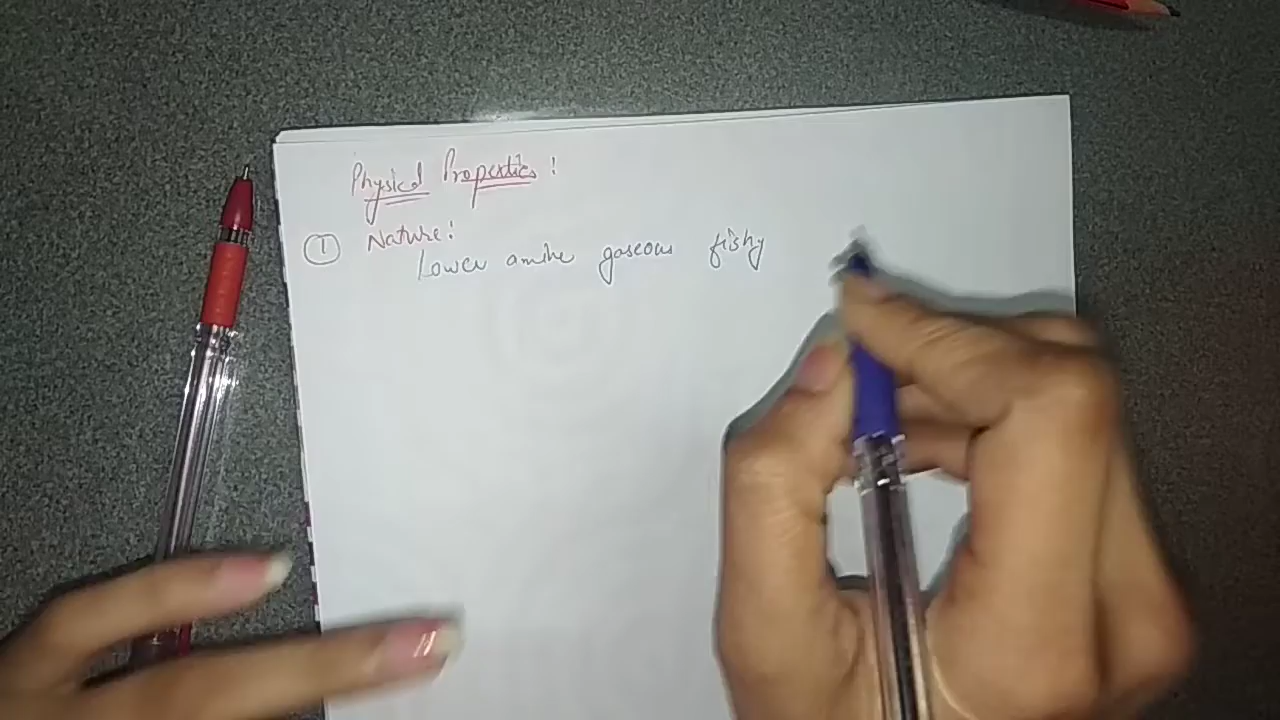 Physical Properties :
① Nature :
Lower amine gaseous fishy